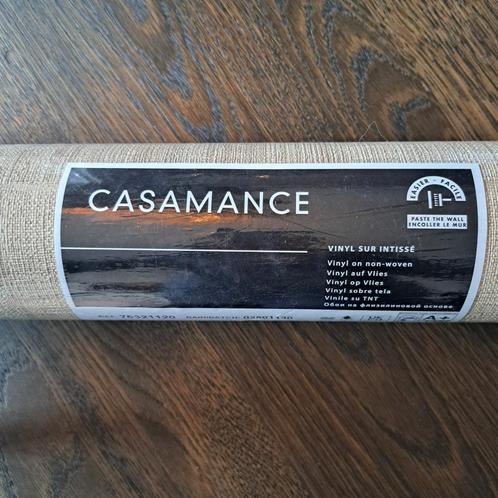 CASAMANCE
EASIER - FACILE
PASTE THE WALL
ENCOLLER LE MUR
VINYL SUR INTISSÉ
Vinyl on non-woven
Vinyl auf Vlies
Vinyl op Vlies
Vinyl sobre tela
Vinile su TNT
Обои на флизелиновой основе
76321120
A+